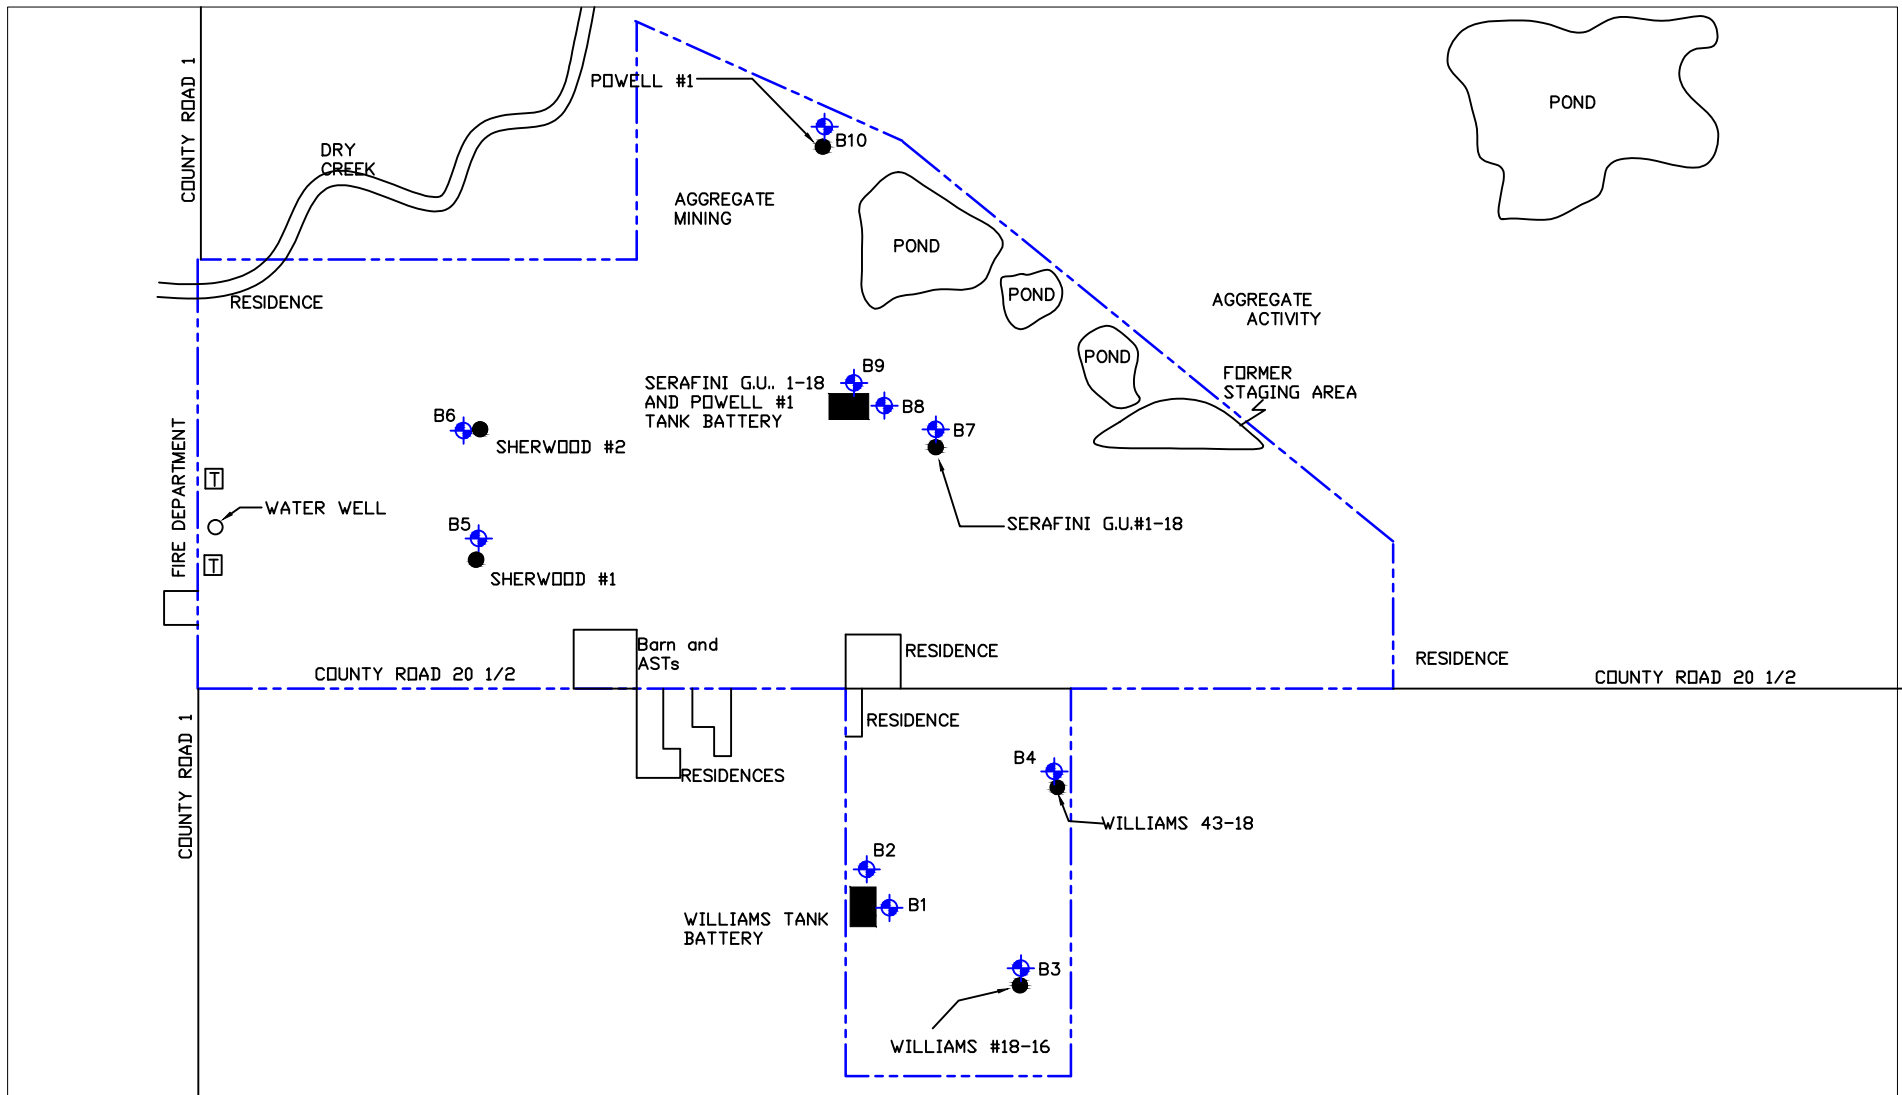 COUNTY ROAD 1
POWELL #1
POND
B10
DRY
CREEK
AGGREGATE
MINING
POND
RESIDENCE
POND
AGGREGATE
ACTIVITY
POND
B9
SERAFINI G.U.. 1-18
AND POWELL #1
TANK BATTERY
FORMER
STAGING AREA
B8
B6
B7
SHERWOOD #2
FIRE DEPARTMENT
T
WATER WELL
B5
SERAFINI G.U.#1-18
T
SHERWOOD #1
Barn and
ASTs
RESIDENCE
RESIDENCE
COUNTY ROAD 20 1/2
COUNTY ROAD 20 1/2
COUNTY ROAD 1
RESIDENCE
RESIDENCES
B4
WILLIAMS 43-18
B2
B1
WILLIAMS TANK
BATTERY
B3
WILLIAMS #18-16